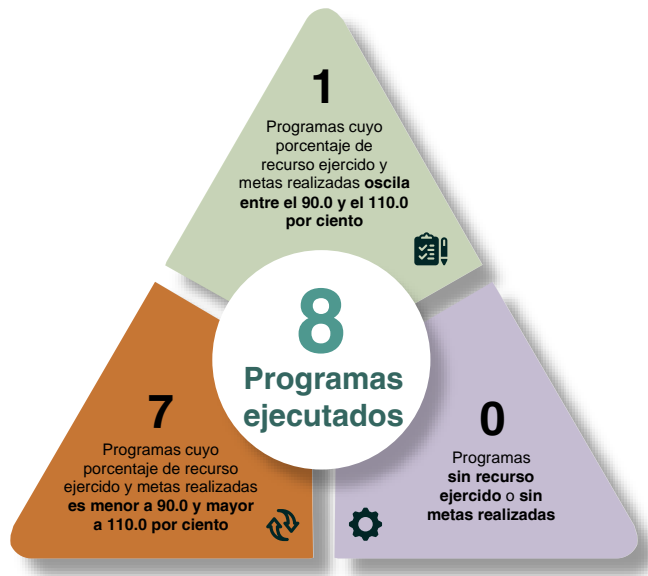 1
Programas cuyo
porcentaje de
recurso ejercido y
metas realizadas oscila
entre el 90.0 y el 110.0
por ciento
8
Programas
ejecutados
7
Programas cuyo
porcentaje de recurso
ejercido y metas realizadas
es menor a 90.0 y mayor
a 110.0 por ciento
0
Programas
sin recurso
ejercido o sin
metas realizadas